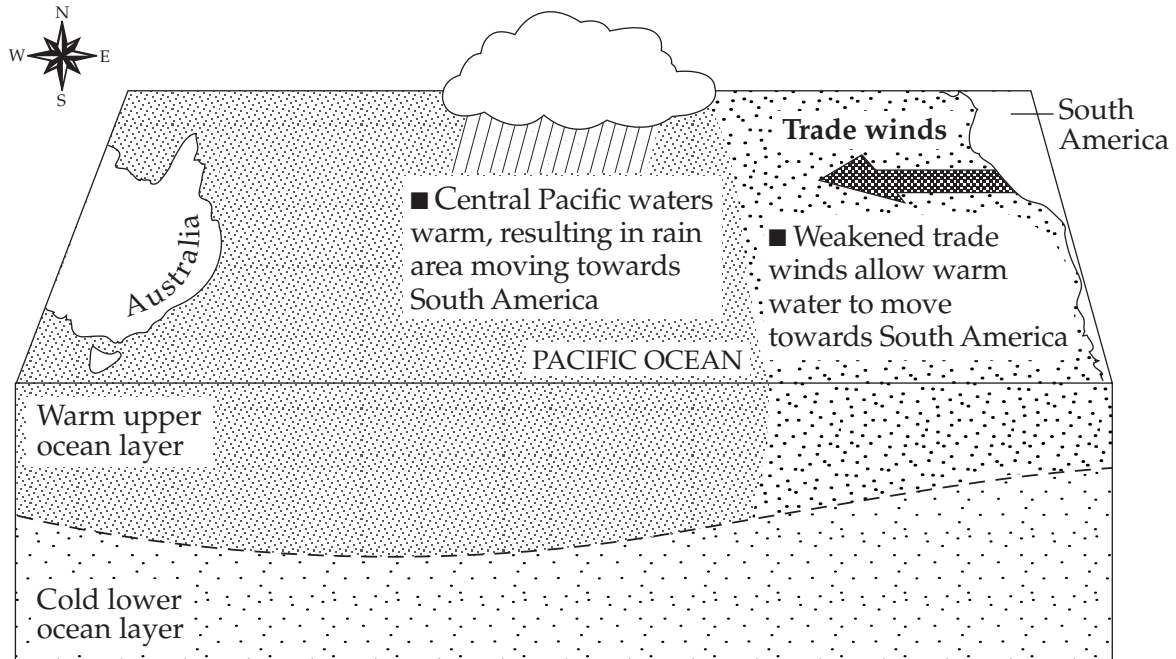 N
W E
S
South
America
Trade winds
■ Central Pacific waters
warm, resulting in rain
area moving towards
South America
■ Weakened trade
winds allow warm
water to move
towards South America
Australia
PACIFIC OCEAN
Warm upper
ocean layer
Cold lower
ocean layer